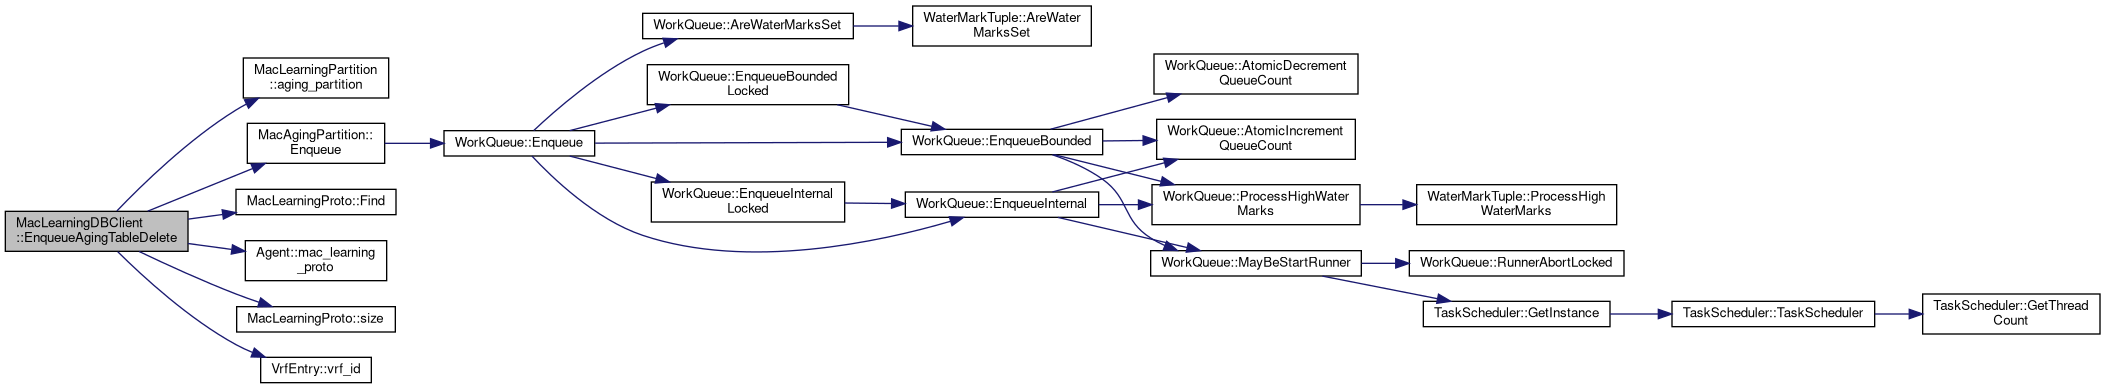 MacLearningDBClient
::EnqueueAgingTableDelete
MacLearningPartition
::aging_partition
MacAgingPartition::
Enqueue
MacLearningProto::Find
Agent::mac_learning
_proto
MacLearningProto::size
VrfEntry::vrf_id
WorkQueue::Enqueue
WorkQueue::AreWaterMarksSet
WorkQueue::EnqueueBounded
Locked
WorkQueue::EnqueueInternal
Locked
WaterMarkTuple::AreWater
MarksSet
WorkQueue::EnqueueBounded
WorkQueue::EnqueueInternal
WorkQueue::AtomicDecrement
QueueCount
WorkQueue::AtomicIncrement
QueueCount
WorkQueue::ProcessHighWater
Marks
WorkQueue::MayBeStartRunner
WaterMarkTuple::ProcessHigh
WaterMarks
WorkQueue::RunnerAbortLocked
TaskScheduler::GetInstance
TaskScheduler::TaskScheduler
TaskScheduler::GetThread
Count